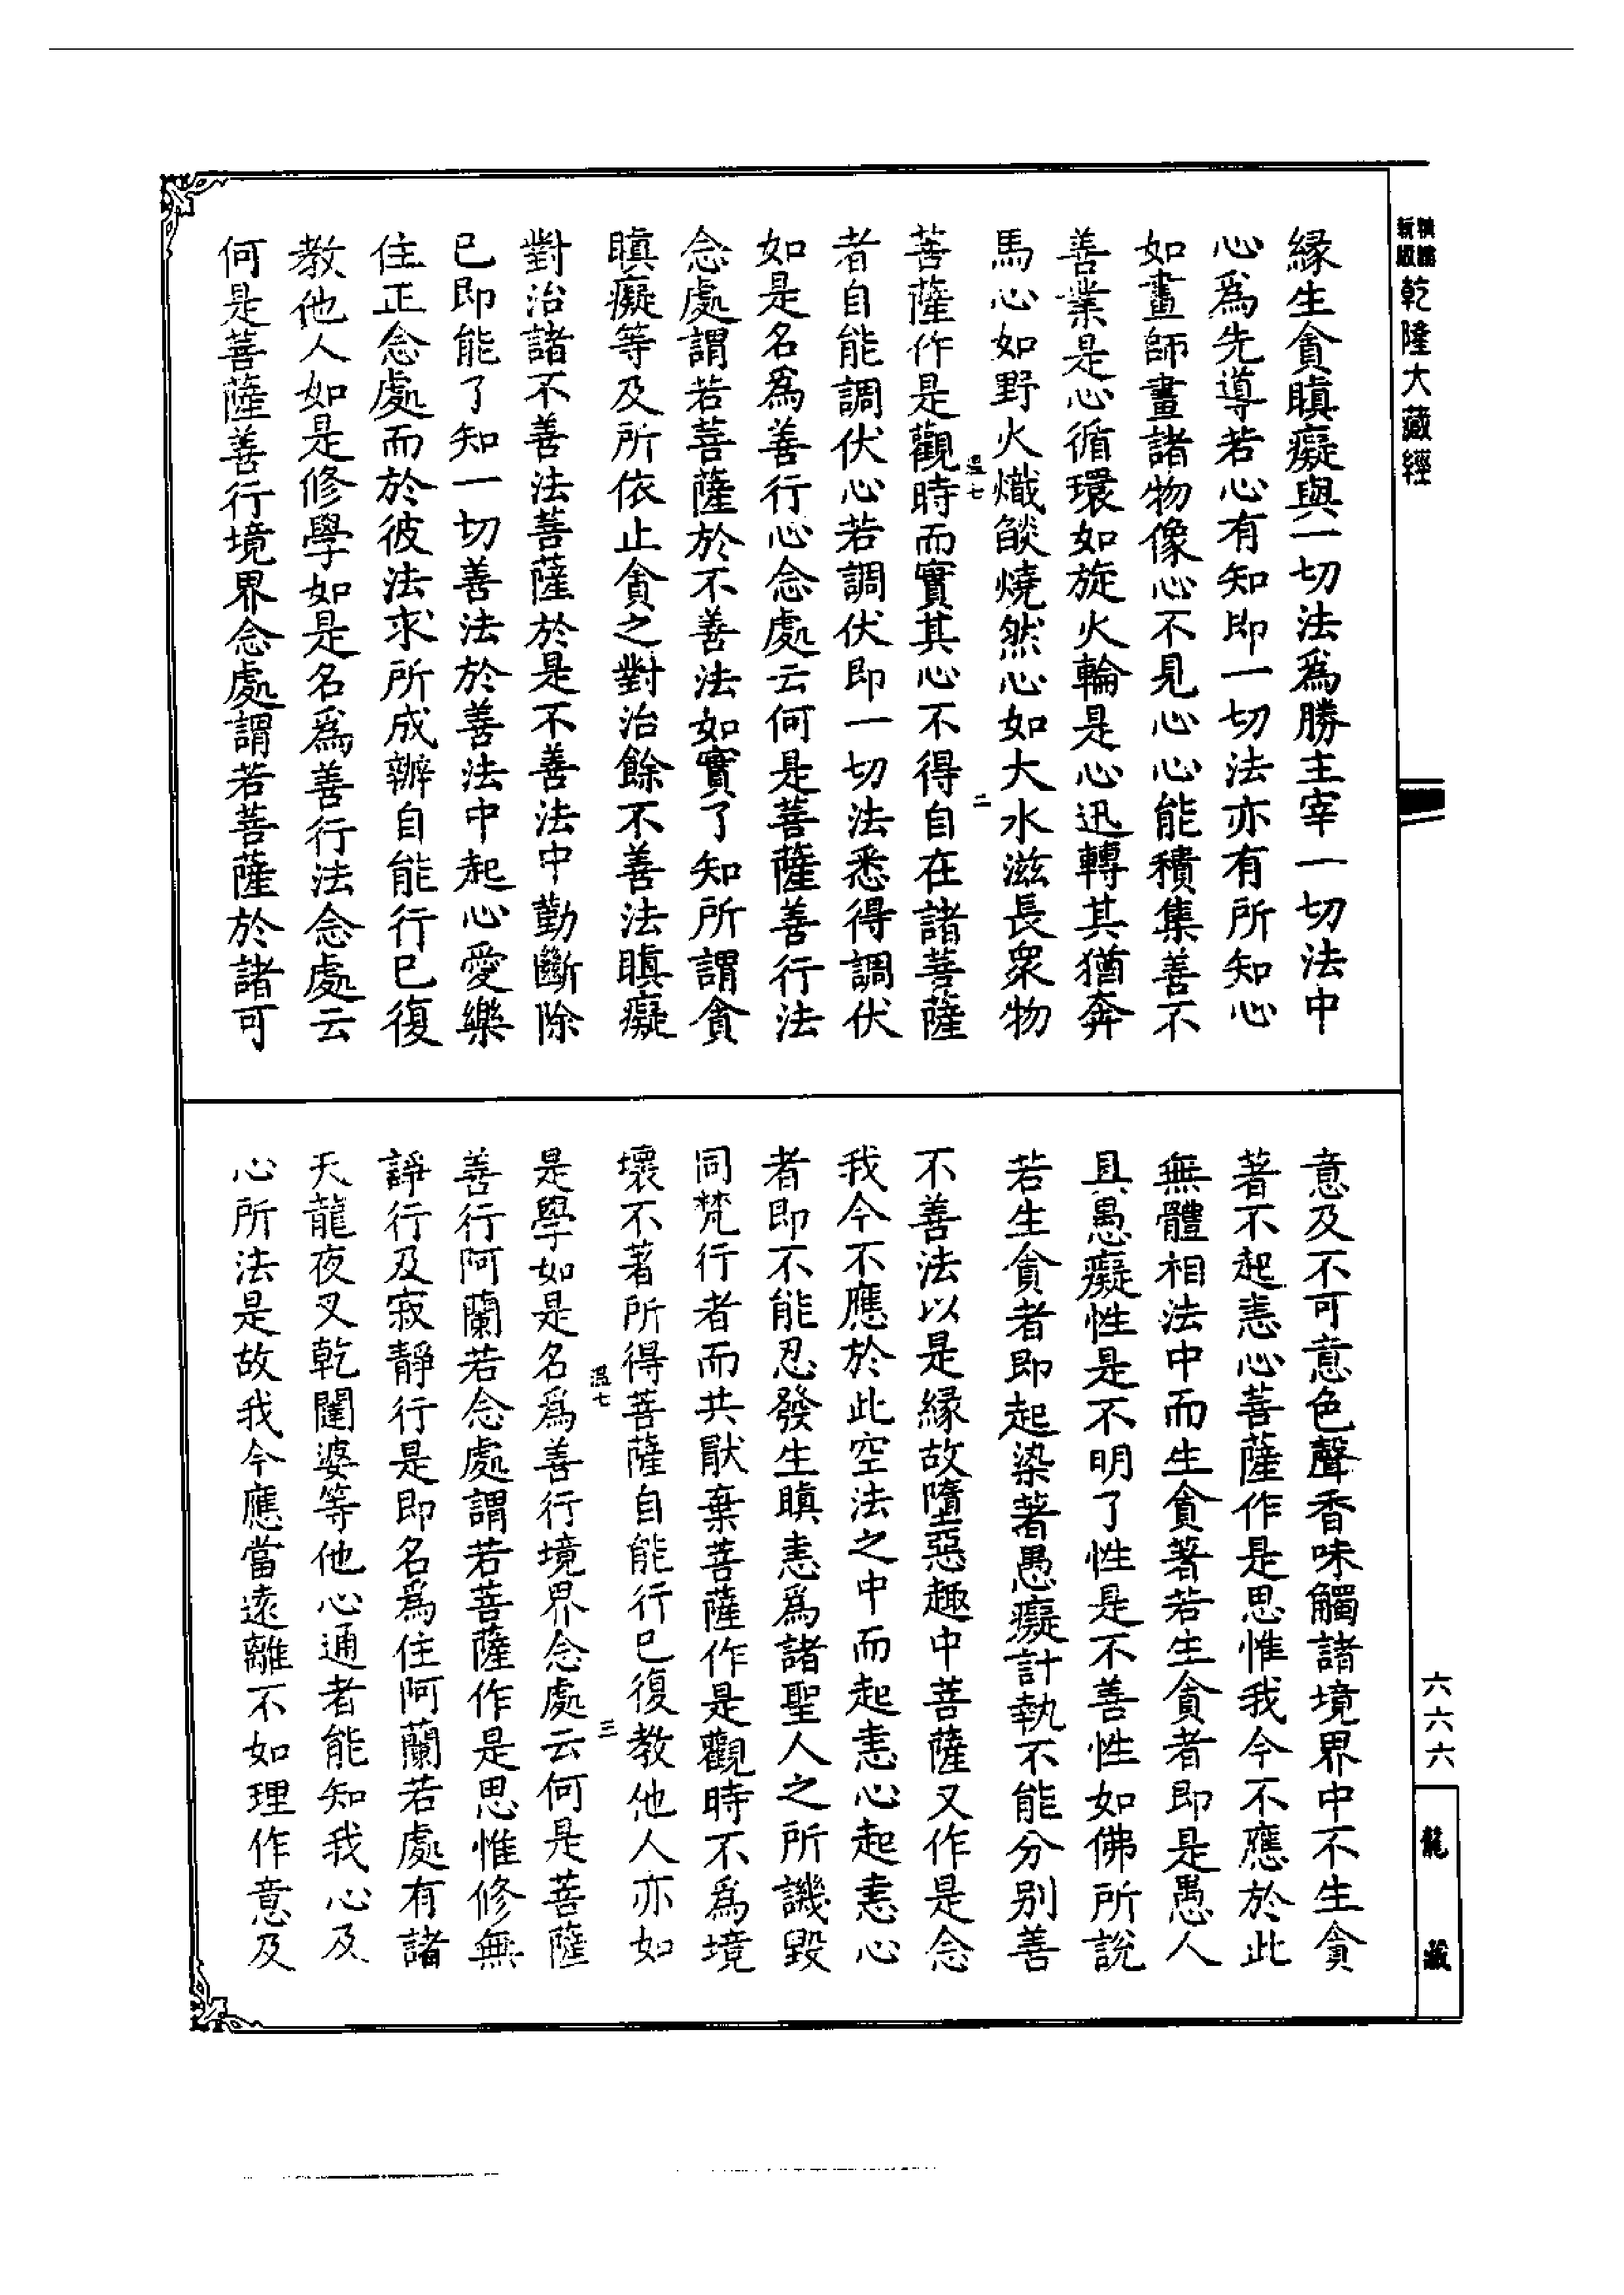 乾隆大藏經
緣生貪瞋癡與一切法為勝主宰一切法中
心為先導若心有知即一切法亦有所知心
如畫師畫諸物像心不見心心能積集善不
善業是心循環如旋火輪是心迅轉其猶奔
馬心如野火熾燄燒然心如大水滋長眾物
溫七
二
菩薩作是觀時而實其心不得自在諸菩薩
者自能調伏心若調伏即一切法悉得調伏
如是名為善行心念處云何是菩薩善行法
念處謂若菩薩於不善法如實了知所謂貪
瞋癡等及所依止貪之對治餘不善法瞋癡
對治諸不善法菩薩於是不善法中勤斷除
已即能了知一切善法於善法中起心愛樂
住正念處而於彼法求所成辦自能行已復
教他人如是修學如是名為善行法念處云
何是菩薩善行境界念處謂若菩薩於諸可
意及不可意色聲香味觸諸境界中不生貪
著不起恚心菩薩作是思惟我今不應於此
無體相法中而生貪著若生貪者即是愚人
具愚癡性是不明了性是不善性如佛所說
若生貪者即起染著愚癡計執不能分別善
不善法以是緣故墮惡趣中菩薩又作是念
我今不應於此空法之中而起恚心起恚心
者即不能忍發生瞋恚為諸聖人之所譏毀
同梵行者而共猒棄菩薩作是觀時不為境
壞不著所得菩薩自能行已復教他人亦如
溫七
三
是學如是名為善行境界念處云何是菩薩
善行阿蘭若念處謂若菩薩作是思惟修無
諍行及寂靜行是即名為住阿蘭若處有諸
天龍夜叉乾闥婆等他心通者能知我心及
心所法是故我今應當遠離不如理作意及
六六六
龍藏